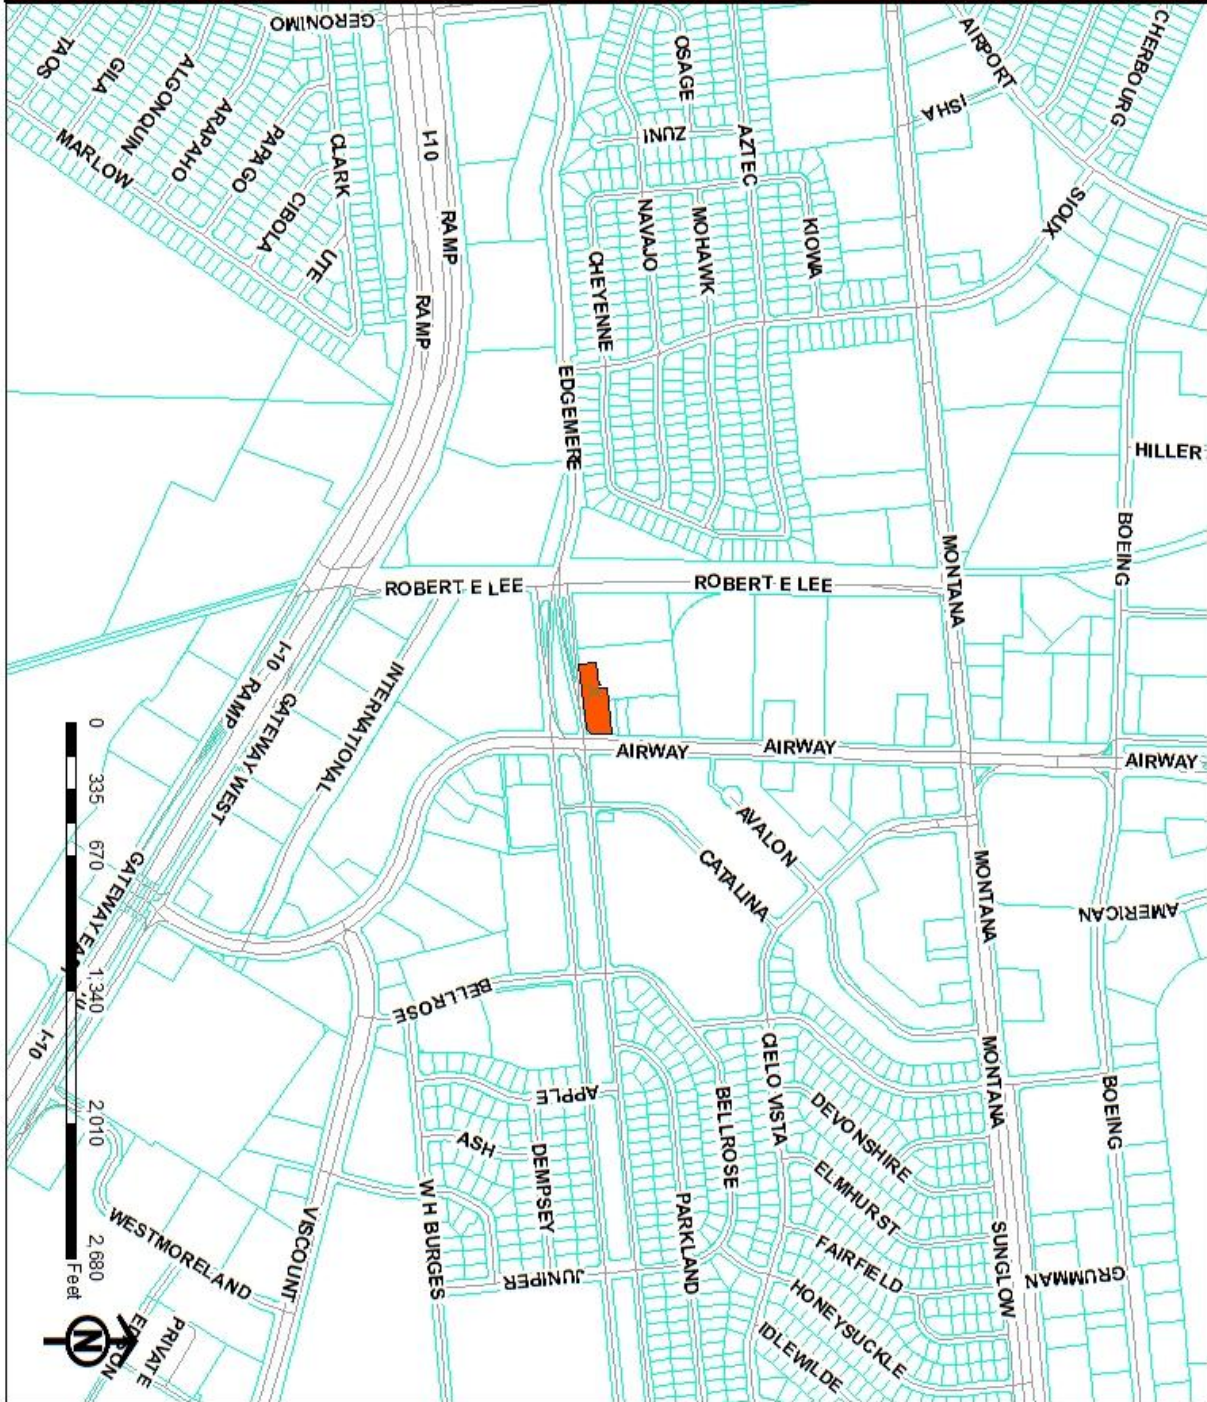 GERONIMO
TAOS
GILA
ALGONQUIN
ARAPAHO
PAPAGO
CIBOLA
UTE
CLARK
MARLOW
I-10
RAMP
RAMP
OSAGE
ZUNI
AZTEC
NAVAJO
MOHAWK
KIOWA
CHEYENNE
EDGEMERE
AIRPORT
ISHA
CHERBOURG
SIOUX
HILLER
BOEING
MONTANA
ROBERT E LEE
ROBERT E LEE
I-10
RAMP
GATEWAY WEST
INTERNATIONAL
AIRWAY
AIRWAY
AIRWAY
AVALON
CATALINA
MONTANA
AMERICAN
BELLROSE
CIELO VISTA
MONTANA
BOEING
APPLE
ASH
DEMPSEY
BELLROSE
DEVONSHIRE
ELMHURST
FAIRFIELD
SUNGLOW
GRUMMAN
W H BURGES
JUNIPER
PARKLAND
HONEYSUCKLE
IDLEWILDE
VISCOUNT
WESTMORELAND
PRIVATE
I-10
0 335 670 1,340 2,010 2,680
Feet
N